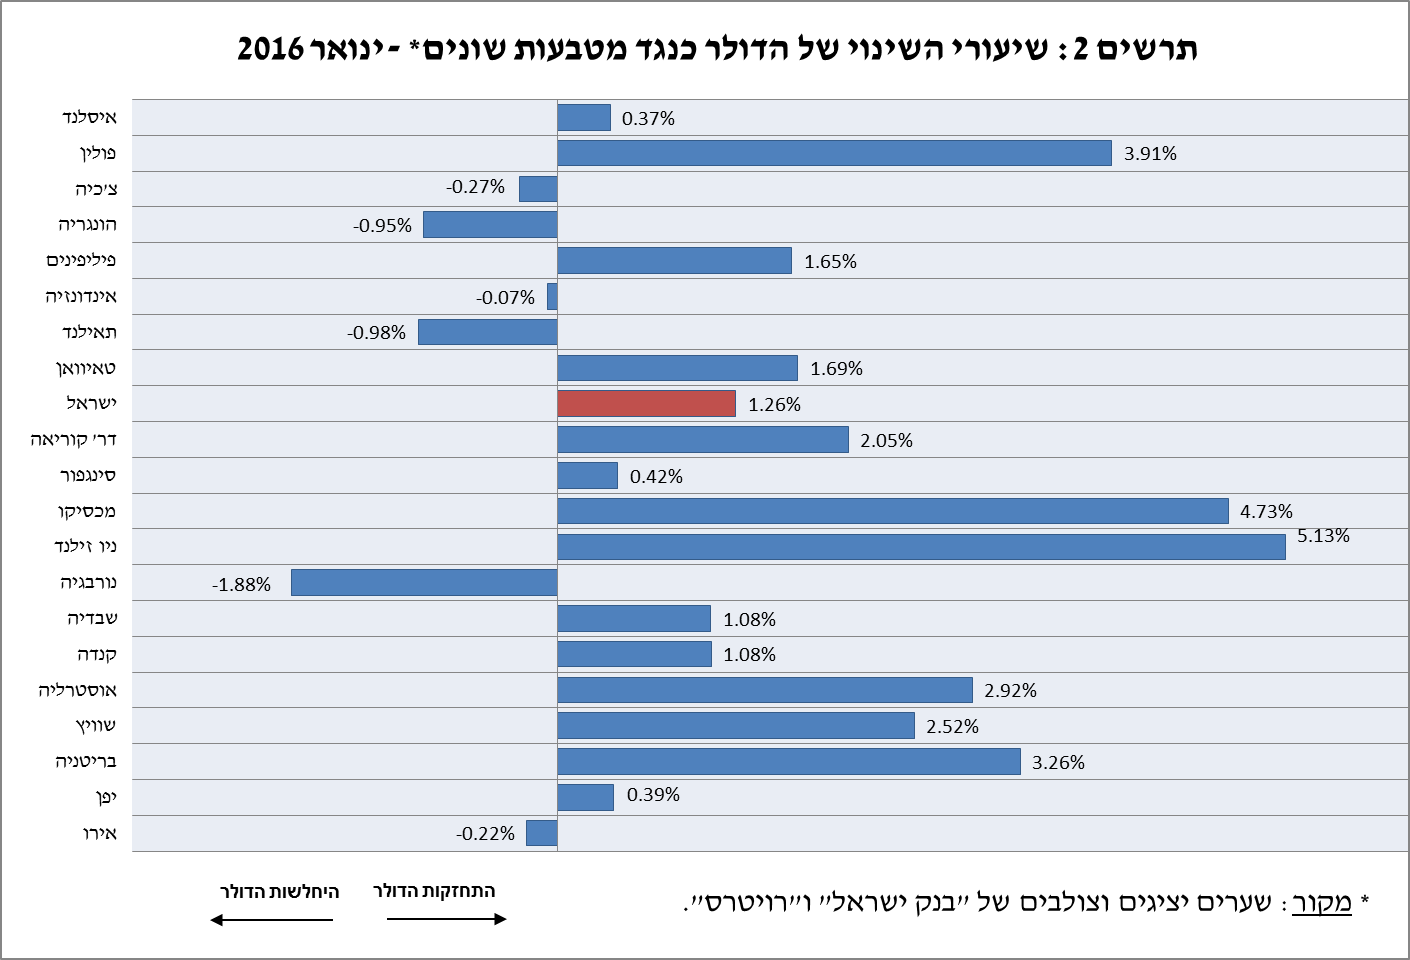 תרשים 2 : שיעורי השינוי של הדולר כנגד מטבעות שונים* -ינואר 2016
איסלנד 0.37%
פולין 3.91%
צ'כיה -0.27%
הונגריה -0.95%
פיליפינים 1.65%
אינדונזיה -0.07%
תאילנד -0.98%
טאיוואן 1.69%
ישראל 1.26%
דר' קוריאה 2.05%
סינגפור 0.42%
מכסיקו 4.73%
ניו זילנד 5.13%
נורבגיה -1.88%
שבדיה 1.08%
קנדה 1.08%
אוסטרליה 2.92%
שוויץ 2.52%
בריטניה 3.26%
יפן 0.39%
אירו -0.22%
התחזקות הדולר
היחלשות הדולר
* מקור : שערים יציגים וצולבים של "בנק ישראל" ו"רויטרס".